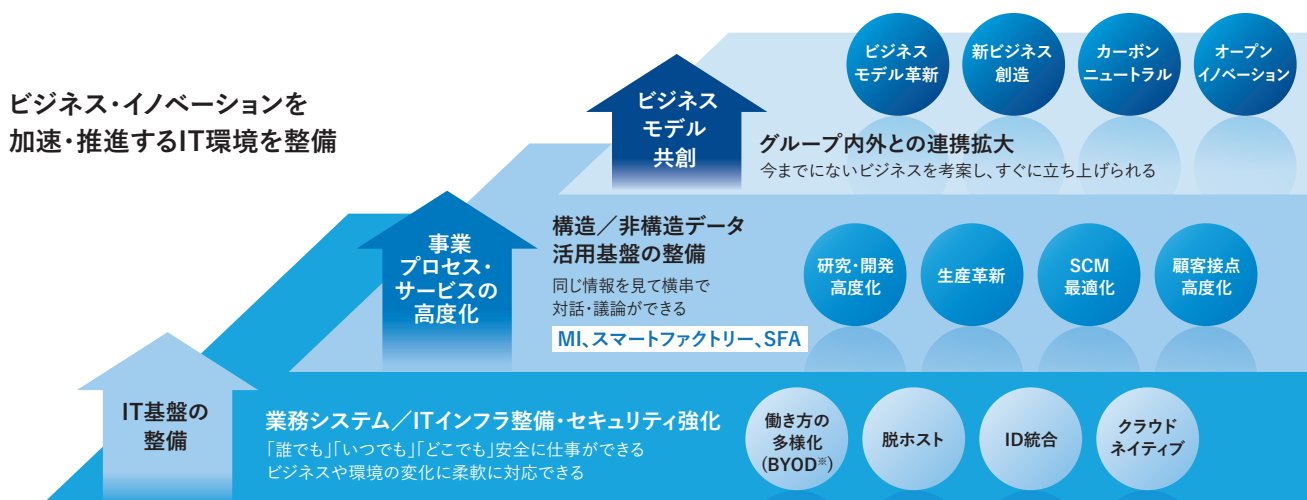 ビジネス・イノベーションを
加速・推進するIT環境を整備
ビジネス
モデル
共創
ビジネス
モデル革新
新ビジネス
創造
カーボン
ニュートラル
オープン
イノベーション
グループ内外との連携拡大
今までにないビジネスを考案し、すぐに立ち上げられる
事業
プロセス・
サービスの
高度化
構造／非構造データ
活用基盤の整備
同じ情報を見て横串で
対話・議論ができる
MI、スマートファクトリー、SFA
研究・開発
高度化
生産革新
SCM
最適化
顧客接点
高度化
IT基盤の
整備
業務システム／ITインフラ整備・セキュリティ強化
「誰でも」「いつでも」「どこでも」安全に仕事ができる
ビジネスや環境の変化に柔軟に対応できる
働き方の
多様化
(BYOD※)
脱ホスト
ID統合
クラウド
ネイティブ